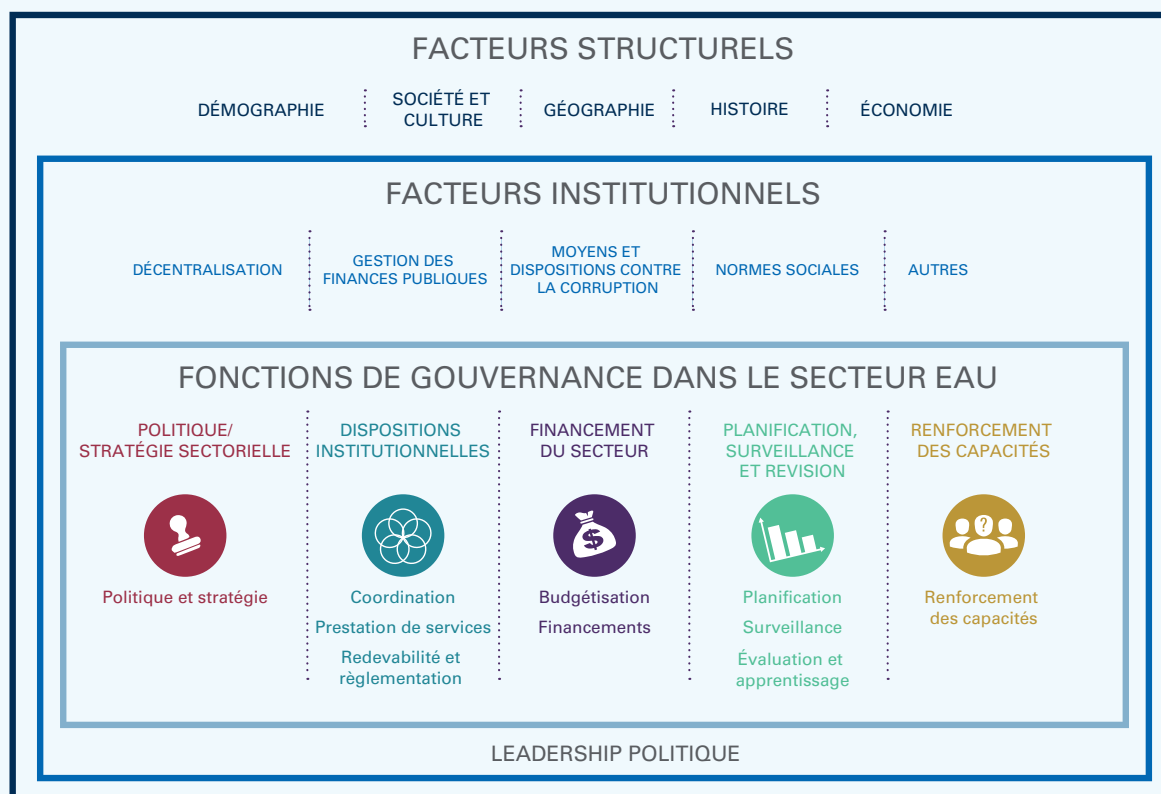 FACTEURS STRUCTURELS
DÉMOGRAPHIE
SOCIÉTÉ ET
CULTURE
GÉOGRAPHIE
HISTOIRE
ÉCONOMIE
FACTEURS INSTITUTIONNELS
DÉCENTRALISATION
GESTION DES
FINANCES PUBLIQUES
MOYENS ET
DISPOSITIONS CONTRE
LA CORRUPTION
NORMES SOCIALES
AUTRES
FONCTIONS DE GOUVERNANCE DANS LE SECTEUR EAU
POLITIQUE/
STRATÉGIE SECTORIELLE
Politique et stratégie
DISPOSITIONS
INSTITUTIONNELLES
Coordination
Prestation de services
Redevabilité et
règlementation
FINANCEMENT
DU SECTEUR
$
Budgétisation
Financements
PLANIFICATION,
SURVEILLANCE
ET REVISION
Planification
Surveillance
Évaluation et
apprentissage
RENFORCEMENT
DES CAPACITÉS
?
Renforcement
des capacités
LEADERSHIP POLITIQUE